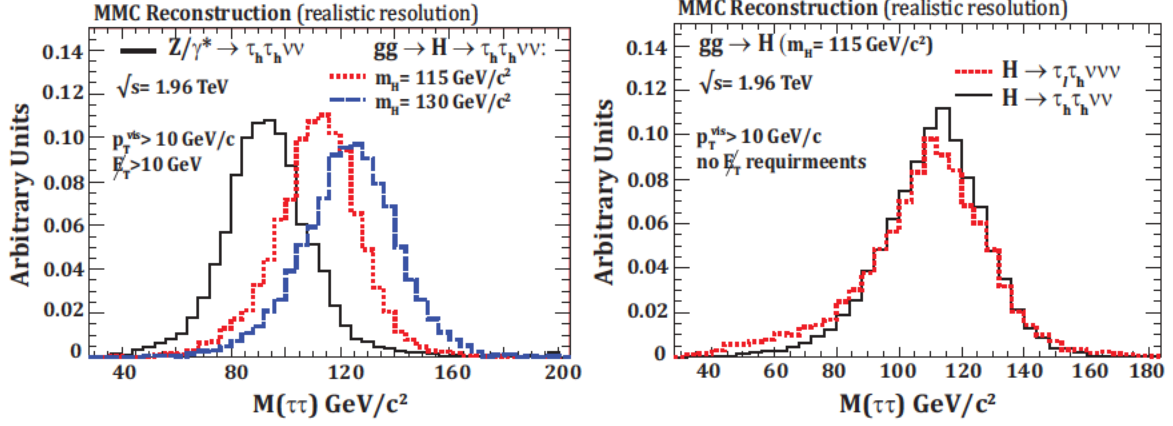 MMC Reconstruction (realistic resolution)
0.14
0.12
0.10
0.08
0.06
0.04
0.02
0
Arbitrary Units
Z/γ*→ τhτhνν
√s= 1.96 TeV
pTvis> 10 GeV/c
E̸T>10 GeV
gg → H → τhτhνν:
mH= 115 GeV/c²
mH= 130 GeV/c²
40 80 120 160 200
M(ττ) GeV/c²
MMC Reconstruction (realistic resolution)
0.14
0.12
0.10
0.08
0.06
0.04
0.02
0.00
Arbitrary Units
gg → H (mH= 115 GeV/c²)
√s= 1.96 TeV
H → τlτhννν
H → τhτhνν
pTvis> 10 GeV/c
no E̸T requirmeents
40 60 80 100 120 140 160 180
M(ττ) GeV/c²